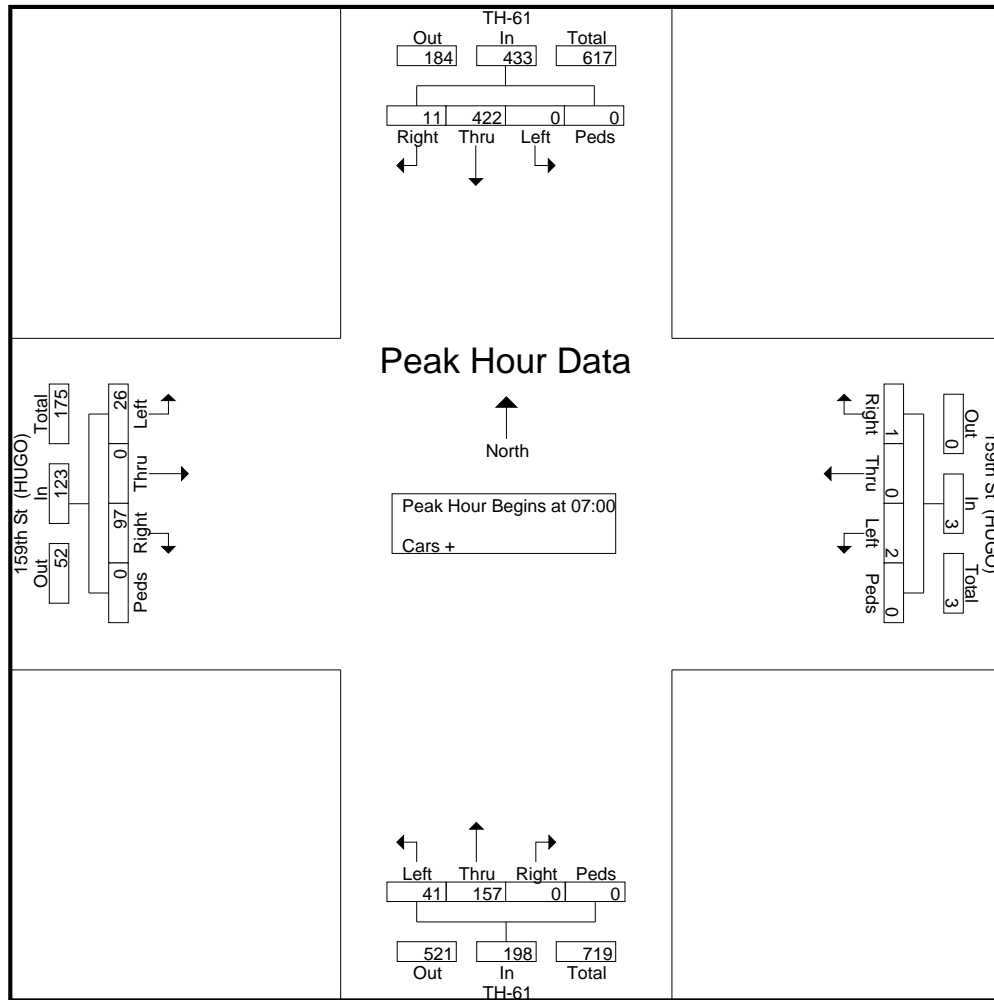 TH-61
Out In Total
184 433 617
11 422 0 0
Right Thru Left Peds
Peak Hour Data
North
Peak Hour Begins at 07:00
Cars +
159th St (HUGO)
Total In Out
175 123 52
26 0 97 0
Left Thru Right Peds
159th St (HUGO)
Out In Total
0 3 3
1 0 2 0
Right Thru Left Peds
Left Thru Right Peds
41 157 0 0
521 198 719
Out In Total
TH-61